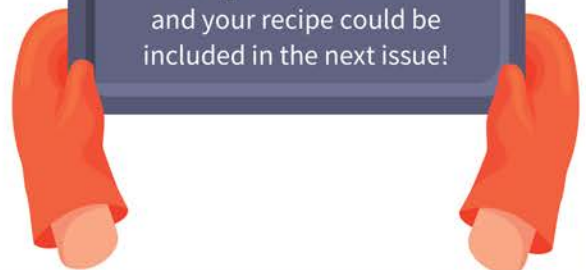 and your recipe could be
included in the next issue!